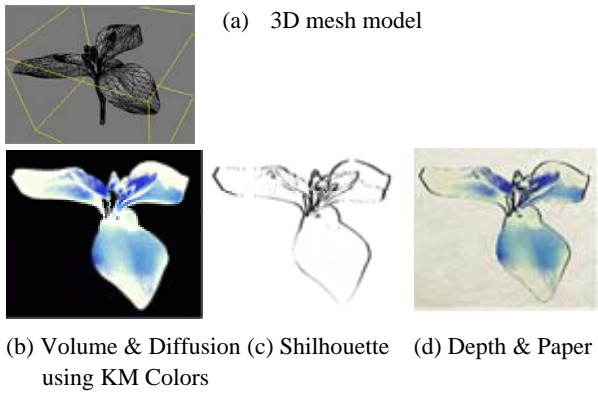 (a) 3D mesh model
(b) Volume & Diffusion (c) Shilhouette (d) Depth & Paper
using KM Colors